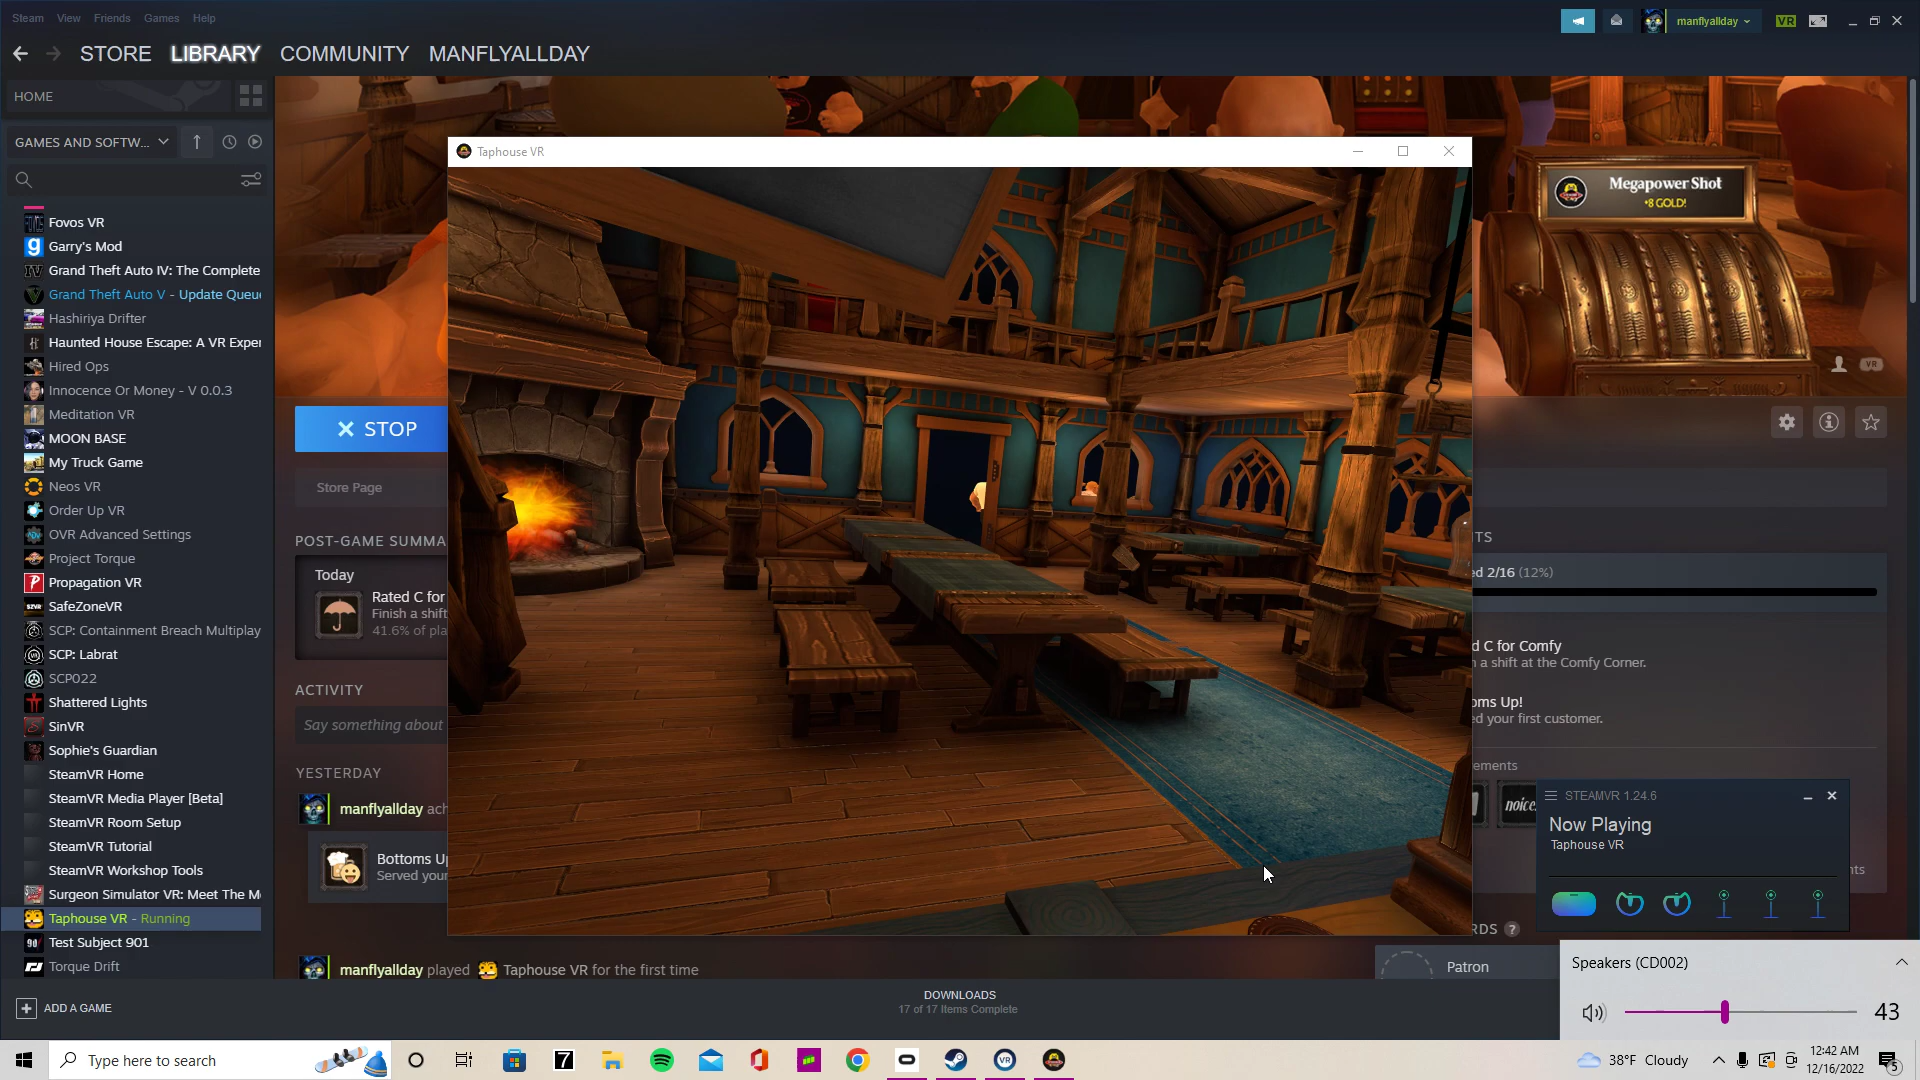 Steam View Friends Games Help
manflyallday
VR
STORE LIBRARY COMMUNITY MANFLYALLDAY
HOME
GAMES AND SOFTW...
Fovos VR
Garry's Mod
Grand Theft Auto IV: The Complete
Grand Theft Auto V - Update Queue
Hashiriya Drifter
Haunted House Escape: A VR Exper
Hired Ops
Innocence Or Money - V 0.0.3
Meditation VR
MOON BASE
My Truck Game
Neos VR
Order Up VR
OVR Advanced Settings
Project Torque
Propagation VR
SafeZoneVR
SCP: Containment Breach Multiplay
SCP: Labrat
SCP022
Shattered Lights
SinVR
Sophie's Guardian
SteamVR Home
SteamVR Media Player [Beta]
SteamVR Room Setup
SteamVR Tutorial
SteamVR Workshop Tools
Surgeon Simulator VR: Meet The M
Taphouse VR - Running
Test Subject 901
Torque Drift
ADD A GAME
Taphouse VR
Megapower Shot
+8 GOLD!
VR
STOP
Store Page
POST-GAME SUMMA
Today
Rated C for
Finish a shift
41.6% of pla
ACTIVITY
Say something about
YESTERDAY
manflyallday ach
Bottoms Up
Served your
manflyallday played Taphouse VR for the first time
TS
ed 2/16 (12%)
d C for Comfy
h a shift at the Comfy Corner.
oms Up!
ed your first customer.
ements
noice.
nts
RDS ?
Patron
STEAMVR 1.24.6
Now Playing
Taphouse VR
DOWNLOADS
17 of 17 Items Complete
Speakers (CD002)
43
Type here to search
7
VR
38°F Cloudy
12:42 AM
12/16/2022
5